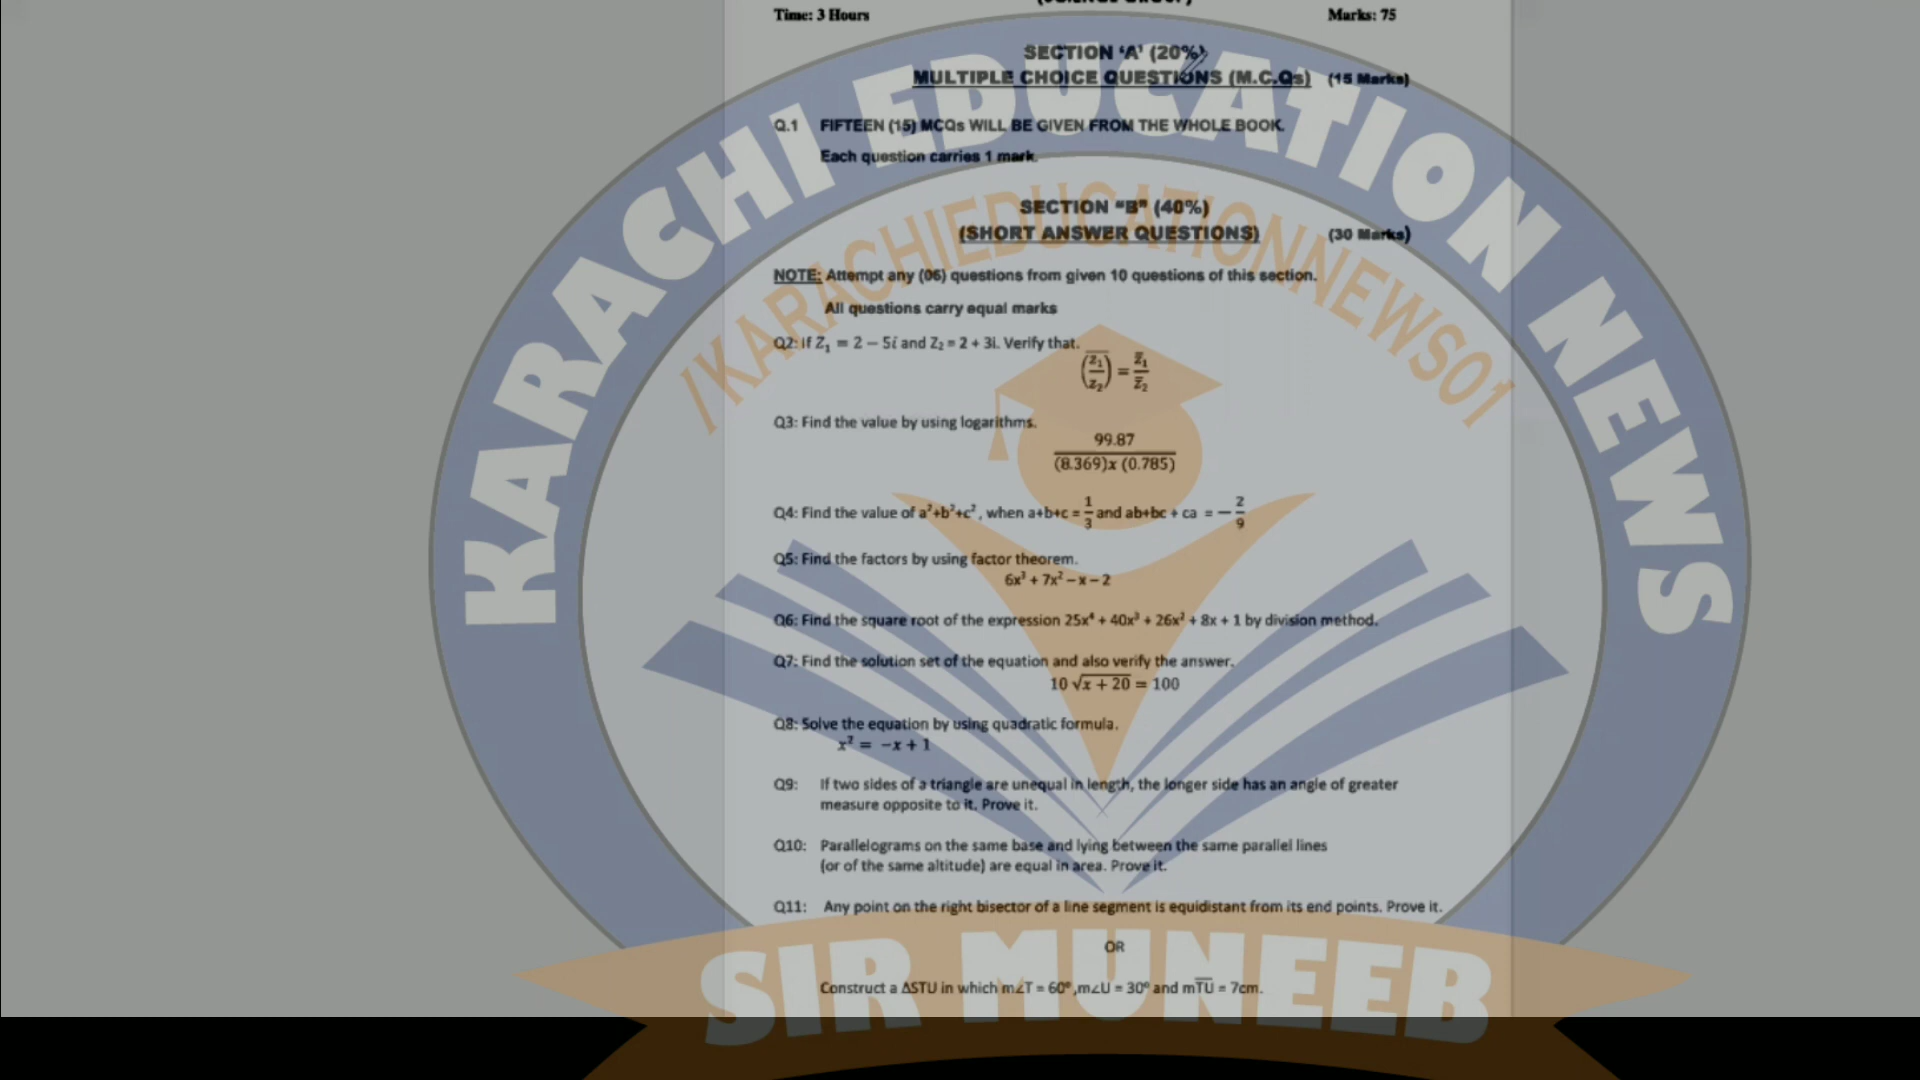 Time: 3 Hours
Marks: 75
SECTION 'A' (20%)
MULTIPLE CHOICE QUESTIONS (M.C.Qs) (15 Marks)
Q.1 FIFTEEN (15) MCQs WILL BE GIVEN FROM THE WHOLE BOOK.
Each question carries 1 mark.
SECTION "B" (40%)
(SHORT ANSWER QUESTIONS) (30 Marks)
NOTE: Attempt any (06) questions from given 10 questions of this section.
All questions carry equal marks
Q2: If Z₁ = 2 − 5i and Z₂ = 2 + 3i. Verify that.
(z̅₁/z₂) = z̅₁/z̅₂
Q3: Find the value by using logarithms.
99.87
(8.369)x (0.785)
Q4: Find the value of a²+b²+c², when a+b+c = 1/3 and ab+bc + ca = − 2/9
Q5: Find the factors by using factor theorem.
6x³ + 7x² – x – 2
Q6: Find the square root of the expression 25x⁴ + 40x³ + 26x² + 8x + 1 by division method.
Q7: Find the solution set of the equation and also verify the answer.
10 √x + 20 = 100
Q8: Solve the equation by using quadratic formula.
x² = −x + 1
Q9: If two sides of a triangle are unequal in length, the longer side has an angle of greater
measure opposite to it. Prove it.
Q10: Parallelograms on the same base and lying between the same parallel lines
(or of the same altitude) are equal in area. Prove it.
Q11: Any point on the right bisector of a line segment is equidistant from its end points. Prove it.
OR
Construct a ΔSTU in which m∠T = 60° ,m∠U = 30° and mT̅U̅ = 7cm.
KARACHI EDUCATION NEWS
/KARACHIEDUCATIONNEWS01
SIR MUNEEB